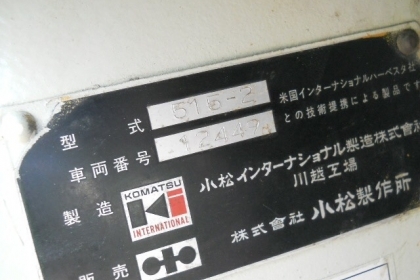 型式 515-2
米国インターナショナルハーベスタ社
との技術提携による製品です
車両番号 12447
製造 KOMATSU INTERNATIONAL
小松インターナショナル製造株式会
川越工場
販売 株式會社 小松製作所